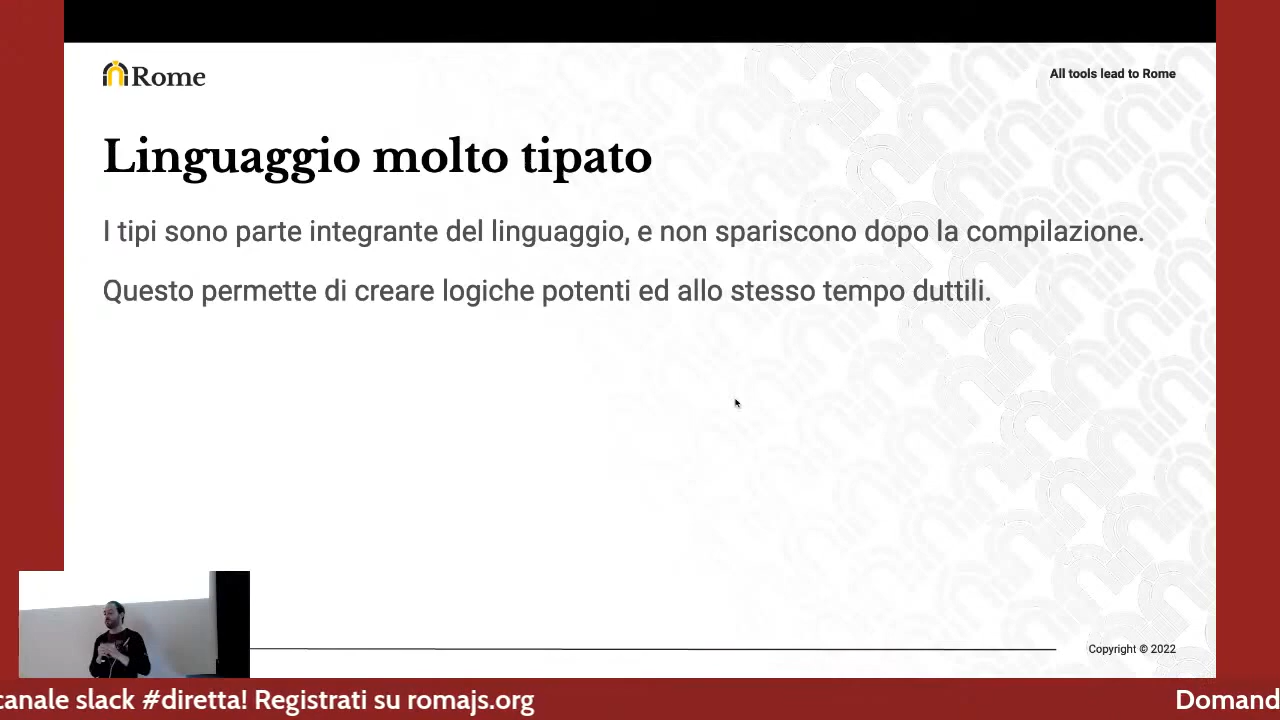 Rome
All tools lead to Rome
Linguaggio molto tipato
I tipi sono parte integrante del linguaggio, e non spariscono dopo la compilazione.
Questo permette di creare logiche potenti ed allo stesso tempo duttili.
Copyright © 2022
canale slack #diretta! Registrati su romajs.org
Domand